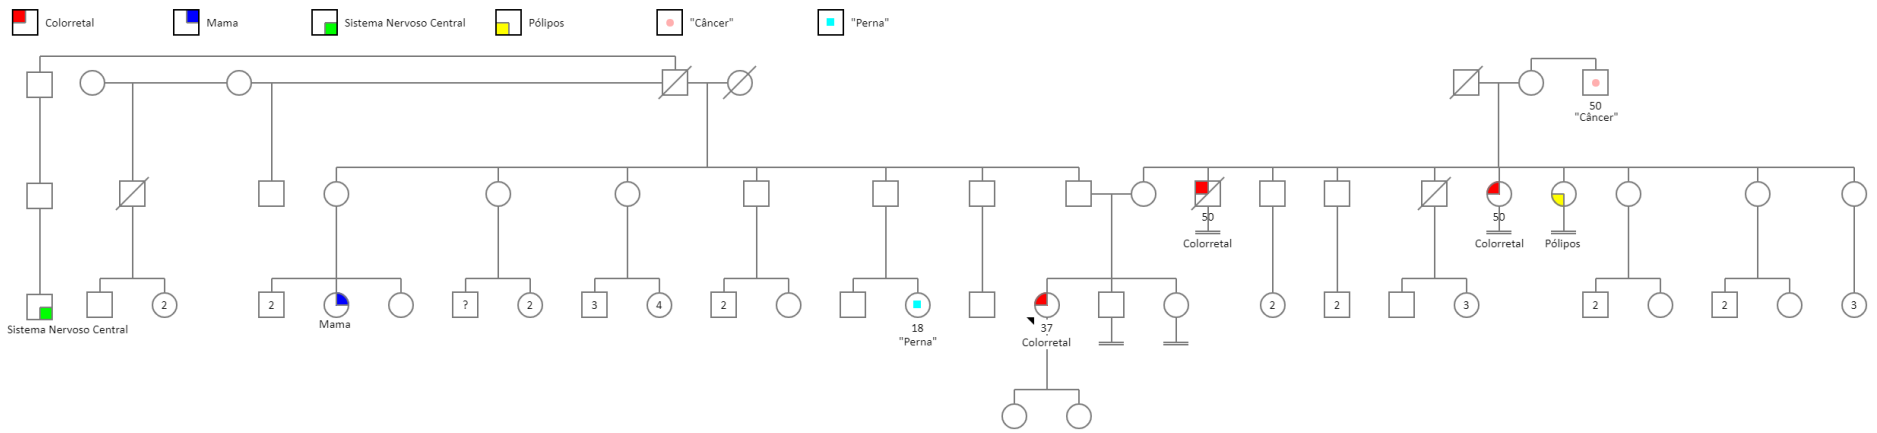 Colorretal Mama Sistema Nervoso Central Pólipos "Câncer" "Perna"
50
"Câncer"
50 50
Colorretal Colorretal Pólipos
2 2 ? 2 3 4 2 2 2 3 2 2 3
Sistema Nervoso Central Mama 18 37
"Perna" Colorretal